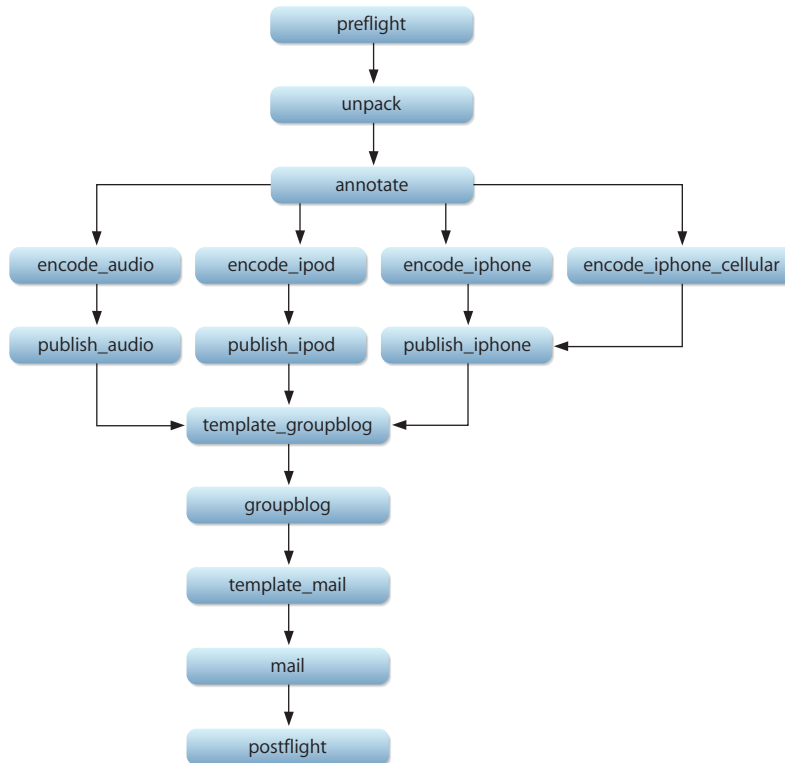 preflight
unpack
annotate
encode_audio
encode_ipod
encode_iphone
encode_iphone_cellular
publish_audio
publish_ipod
publish_iphone
template_groupblog
groupblog
template_mail
mail
postflight